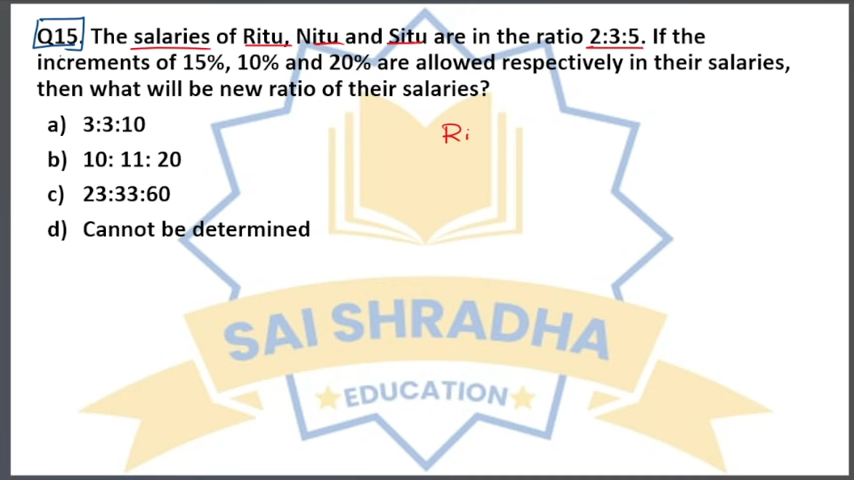 Q15. The salaries of Ritu, Nitu and Situ are in the ratio 2:3:5. If the
increments of 15%, 10% and 20% are allowed respectively in their salaries,
then what will be new ratio of their salaries?
Ri
a) 3:3:10
b) 10: 11: 20
c) 23:33:60
d) Cannot be determined
SAI SHRADHA
EDUCATION